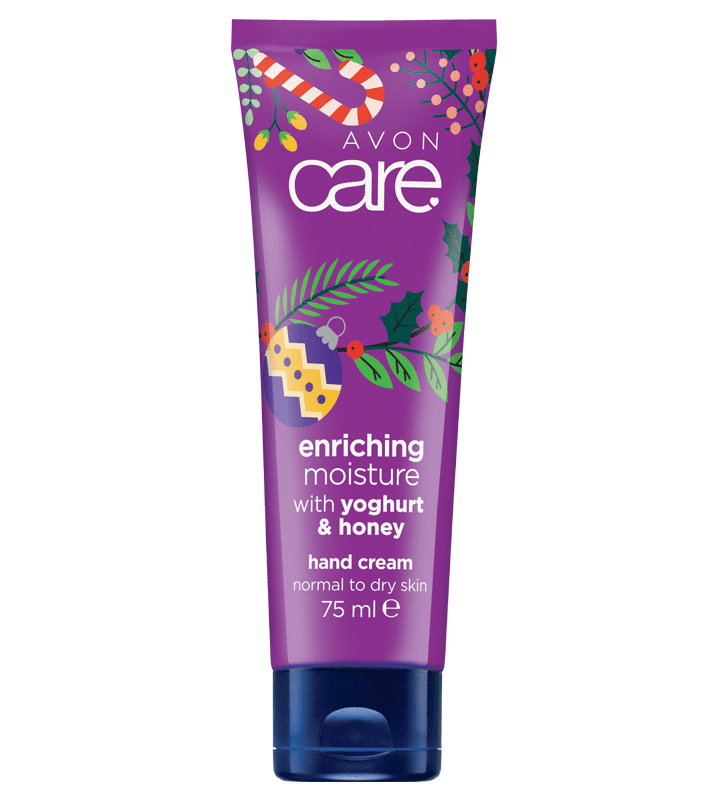 AVON
care
enriching
moisture
with yoghurt
& honey
hand cream
normal to dry skin
75 ml ℮